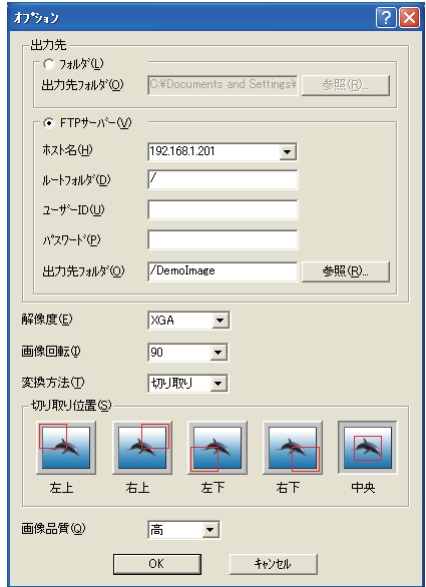 ｵﾌﾟｼｮﾝ
出力先
ﾌｫﾙﾀﾞ(L)
出力先ﾌｫﾙﾀﾞ(O) C:¥Documents and Settings¥ 参照(R)...
FTPｻｰﾊﾞｰ(V)
ﾎｽﾄ名(H) 192.168.1.201
ﾙｰﾄﾌｫﾙﾀﾞ(D) /
ﾕｰｻﾞｰID(U)
ﾊﾟｽﾜｰﾄﾞ(P)
出力先ﾌｫﾙﾀﾞ(O) /DemoImage 参照(R)...
解像度(E) XGA
画像回転(I) 90
変換方法(T) 切り取り
切り取り位置(S)
左上 右上 左下 右下 中央
画像品質(Q) 高
OK ｷｬﾝｾﾙ